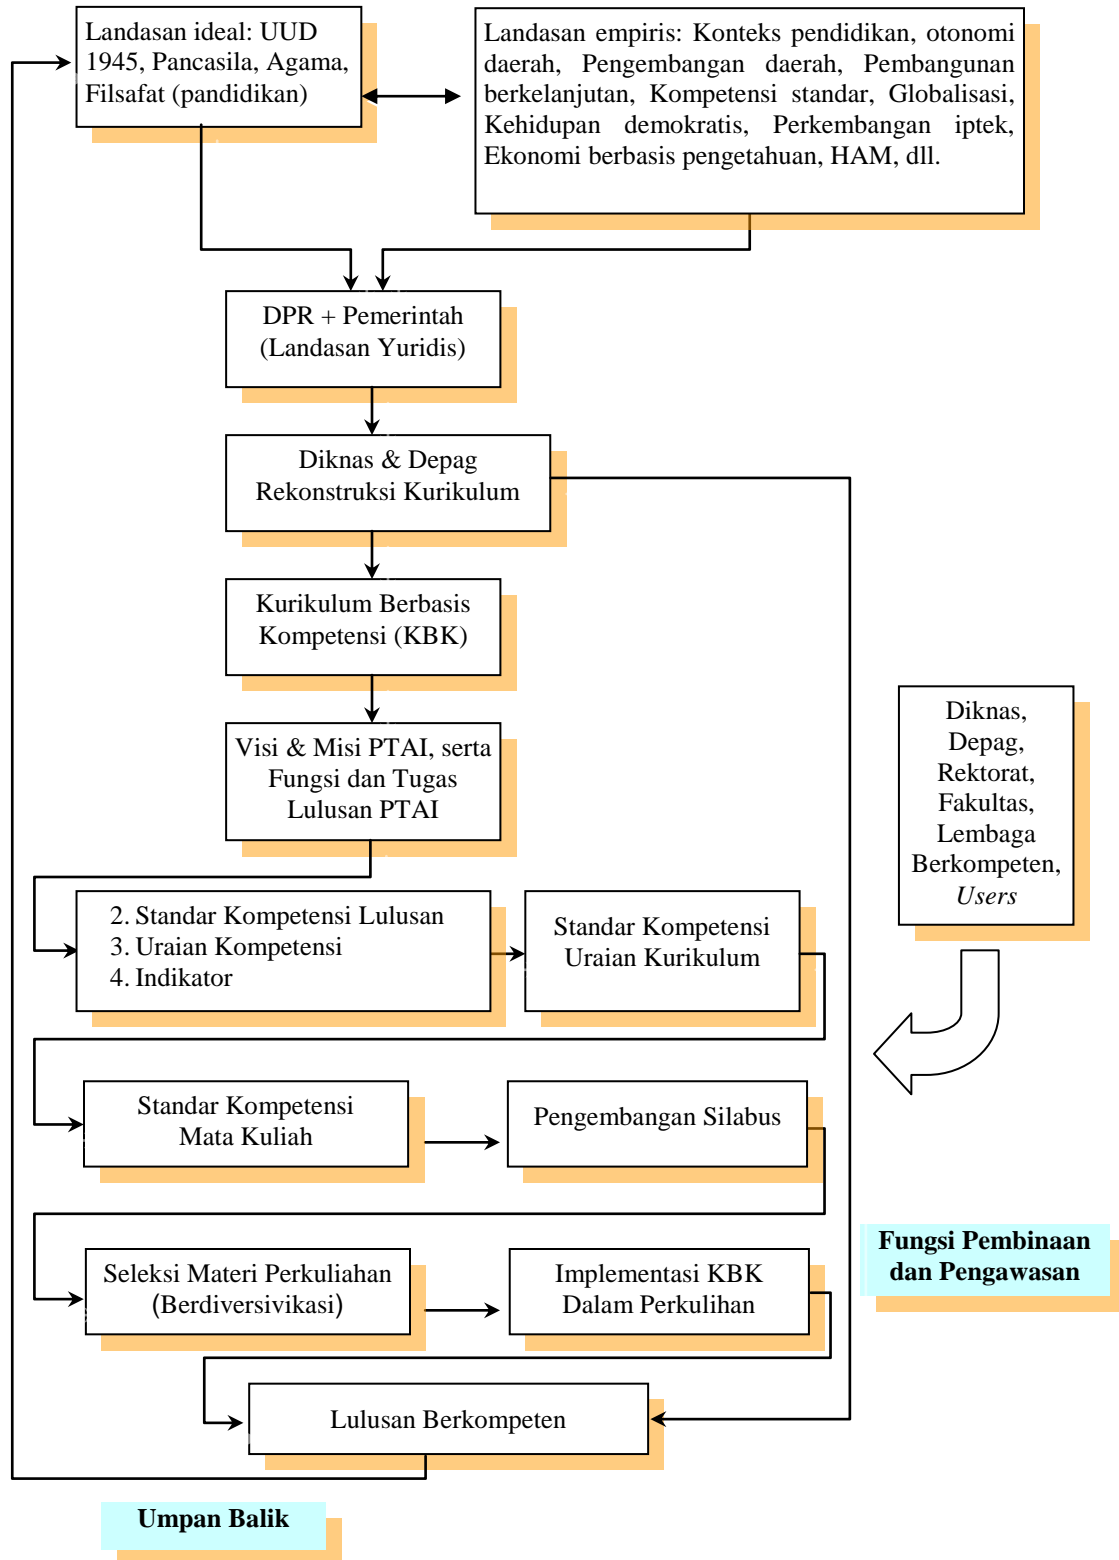 Landasan ideal: UUD
1945, Pancasila, Agama,
Filsafat (pandidikan)
Landasan empiris: Konteks pendidikan, otonomi
daerah, Pengembangan daerah, Pembangunan
berkelanjutan, Kompetensi standar, Globalisasi,
Kehidupan demokratis, Perkembangan iptek,
Ekonomi berbasis pengetahuan, HAM, dll.
DPR + Pemerintah
(Landasan Yuridis)
Diknas & Depag
Rekonstruksi Kurikulum
Kurikulum Berbasis
Kompetensi (KBK)
Visi & Misi PTAI, serta
Fungsi dan Tugas
Lulusan PTAI
Diknas,
Depag,
Rektorat,
Fakultas,
Lembaga
Berkompeten,
Users
2. Standar Kompetensi Lulusan
3. Uraian Kompetensi
4. Indikator
Standar Kompetensi
Uraian Kurikulum
Standar Kompetensi
Mata Kuliah
Pengembangan Silabus
Fungsi Pembinaan
dan Pengawasan
Seleksi Materi Perkuliahan
(Berdiversivikasi)
Implementasi KBK
Dalam Perkulihan
Lulusan Berkompeten
Umpan Balik